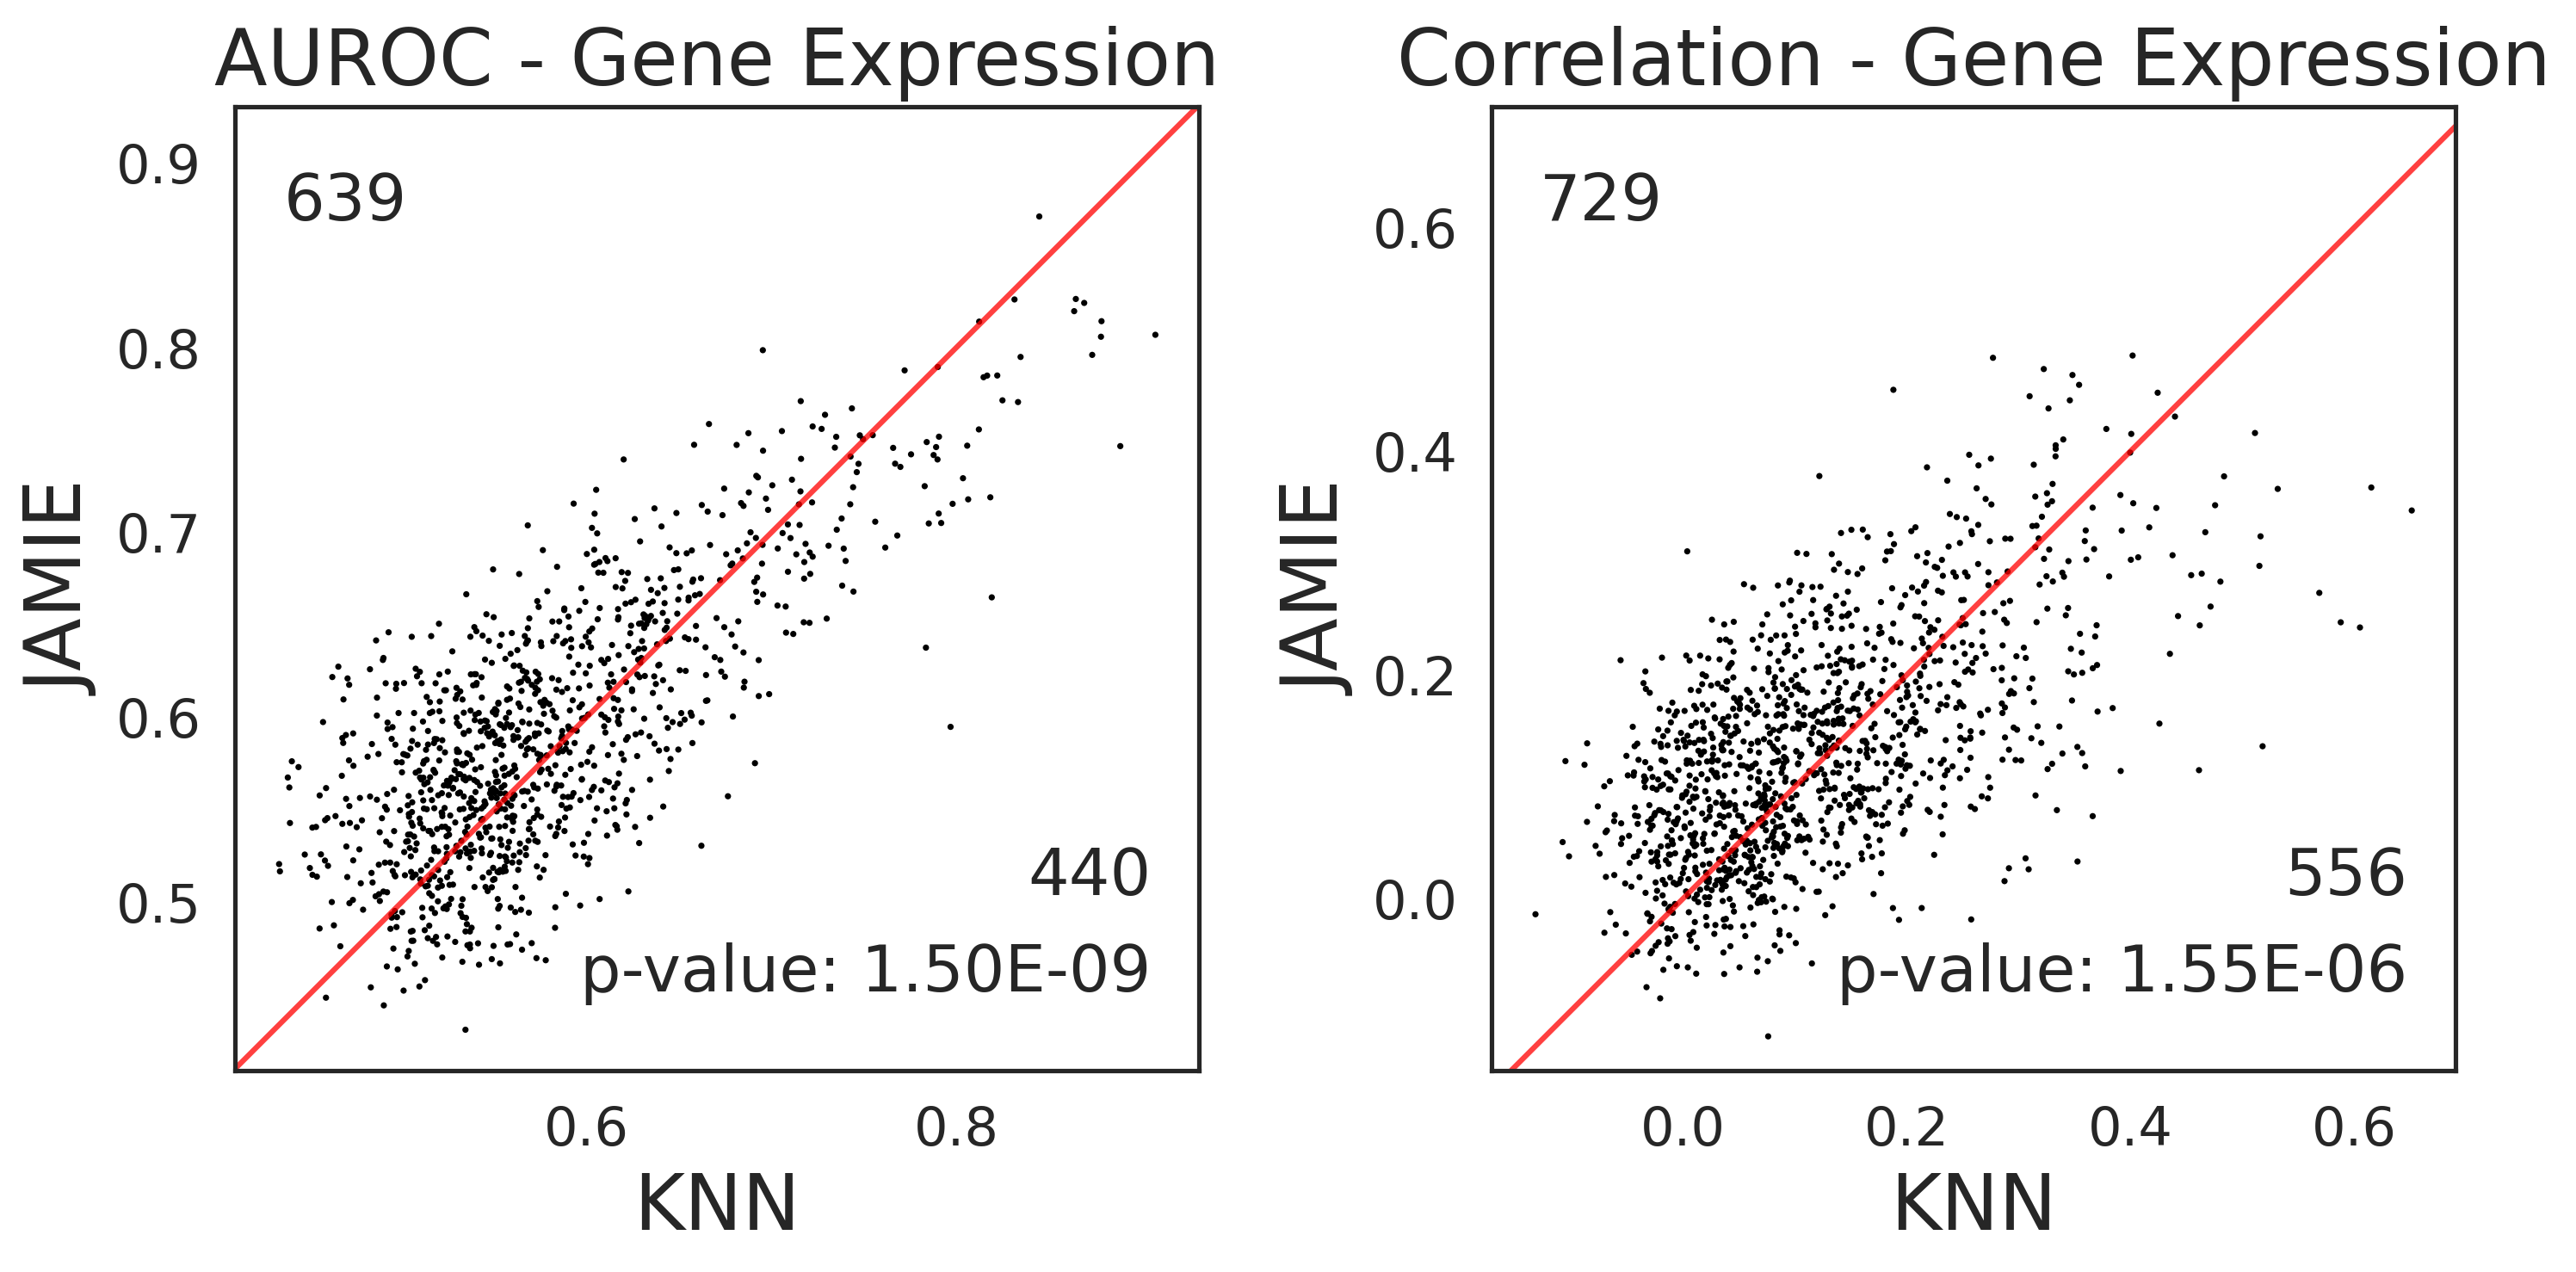 AUROC - Gene Expression
0.9
0.8
0.7
0.6
0.5
JAMIE
639
440
p-value: 1.50E-09
0.6 0.8
KNN
Correlation - Gene Expression
0.6
0.4
0.2
0.0
JAMIE
729
556
p-value: 1.55E-06
0.0 0.2 0.4 0.6
KNN